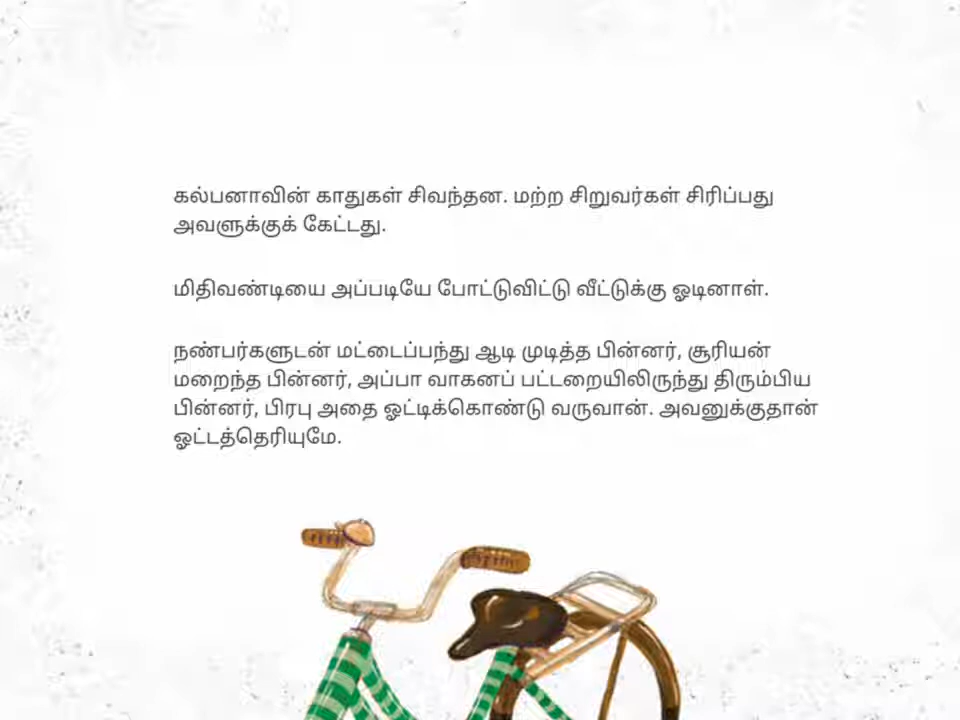 கல்பனாவின் காதுகள் சிவந்தன. மற்ற சிறுவர்கள் சிரிப்பது
அவளுக்குக் கேட்டது.
மிதிவண்டியை அப்படியே போட்டுவிட்டு வீட்டுக்கு ஓடினாள்.
நண்பர்களுடன் மட்டைப்பந்து ஆடி முடித்த பின்னர், சூரியன்
மறைந்த பின்னர், அப்பா வாகனப் பட்டறையிலிருந்து திரும்பிய
பின்னர், பிரபு அதை ஓட்டிக்கொண்டு வருவான். அவனுக்குதான்
ஓட்டத்தெரியுமே.